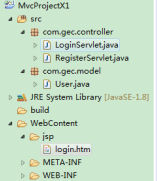 MvcProjectX1
src
com.gec.controller
LoginServlet.java
RegisterServlet.java
com.gec.model
User.java
JRE System Library [JavaSE-1.8]
build
WebContent
jsp
login.htm
META-INF
WEB-INF